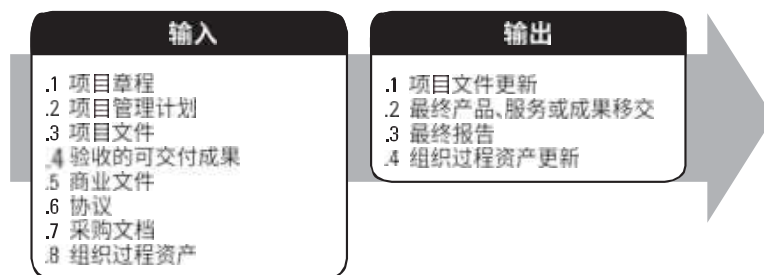 输入
.1 项目章程
.2 项目管理计划
.3 项目文件
.4 验收的可交付成果
.5 商业文件
.6 协议
.7 采购文档
.8 组织过程资产
输出
.1 项目文件更新
.2 最终产品、服务或成果移交
.3 最终报告
.4 组织过程资产更新